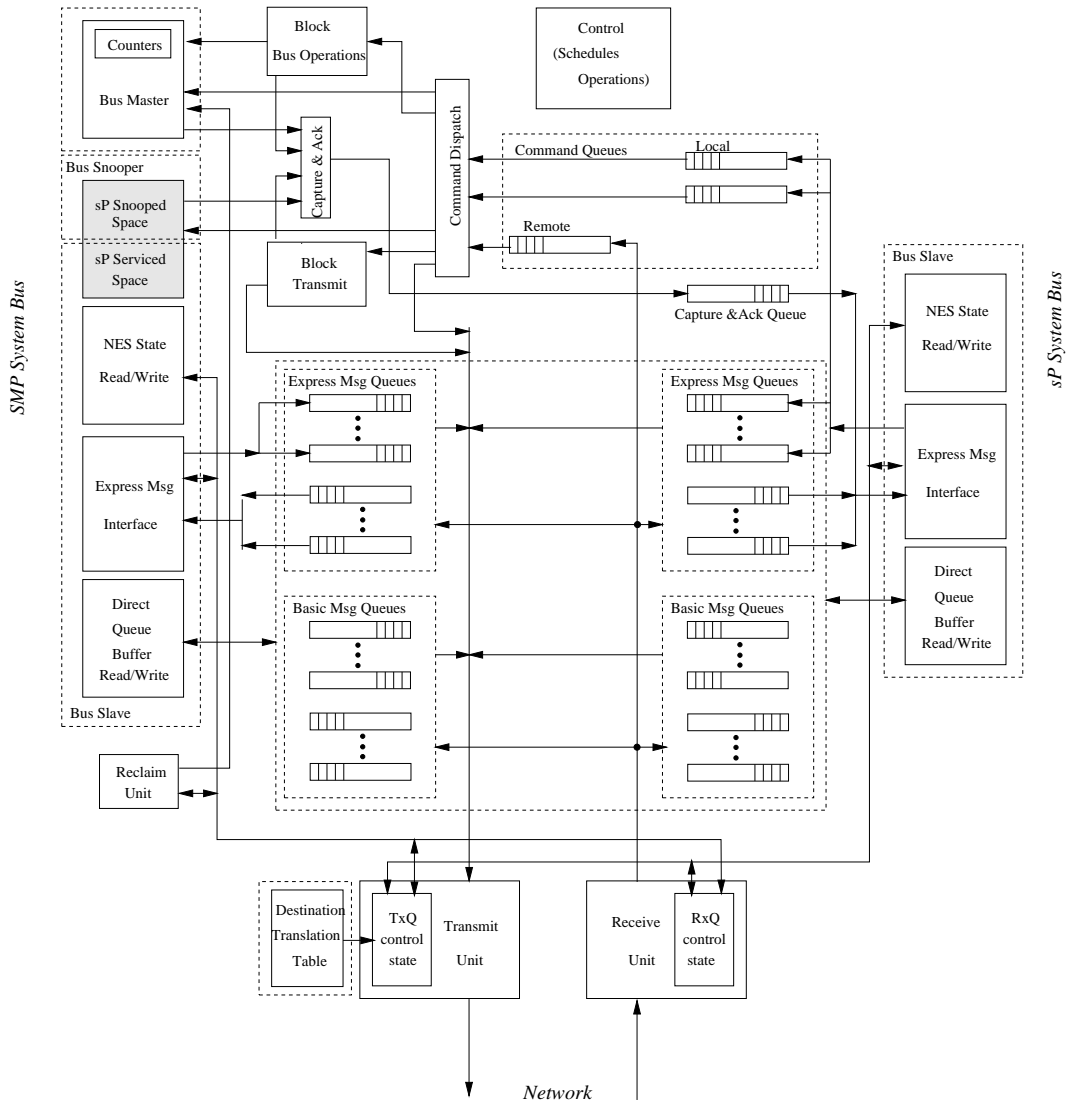 Counters
Bus Master
Block
Bus Operations
Control
(Schedules
Operations)
Capture & Ack
Command Dispatch
Command Queues
Local
Remote
Bus Snooper
sP Snooped
Space
sP Serviced
Space
Block
Transmit
Capture &Ack Queue
SMP System Bus
NES State
Read/Write
Express Msg
Interface
Direct
Queue
Buffer
Read/Write
Bus Slave
Express Msg Queues
Express Msg Queues
Basic Msg Queues
Basic Msg Queues
Bus Slave
NES State
Read/Write
Express Msg
Interface
Direct
Queue
Buffer
Read/Write
sP System Bus
Reclaim
Unit
Destination
Translation
Table
TxQ
control
state
Transmit
Unit
Receive
Unit
RxQ
control
state
Network